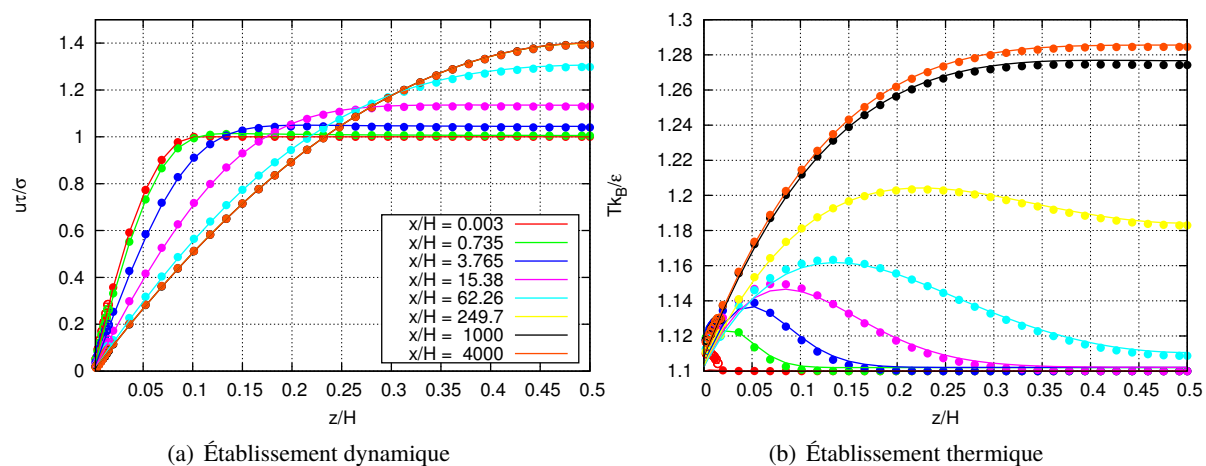 1.4
1.2
1
0.8
0.6
0.4
0.2
0
uτ/σ
0.05 0.1 0.15 0.2 0.25 0.3 0.35 0.4 0.45 0.5
z/H
x/H = 0.003
x/H = 0.735
x/H = 3.765
x/H = 15.38
x/H = 62.26
x/H = 249.7
x/H = 1000
x/H = 4000
(a) Établissement dynamique
1.3
1.28
1.26
1.24
1.22
1.2
1.18
1.16
1.14
1.12
1.1
Tk_B/ε
0 0.05 0.1 0.15 0.2 0.25 0.3 0.35 0.4 0.45 0.5
z/H
(b) Établissement thermique